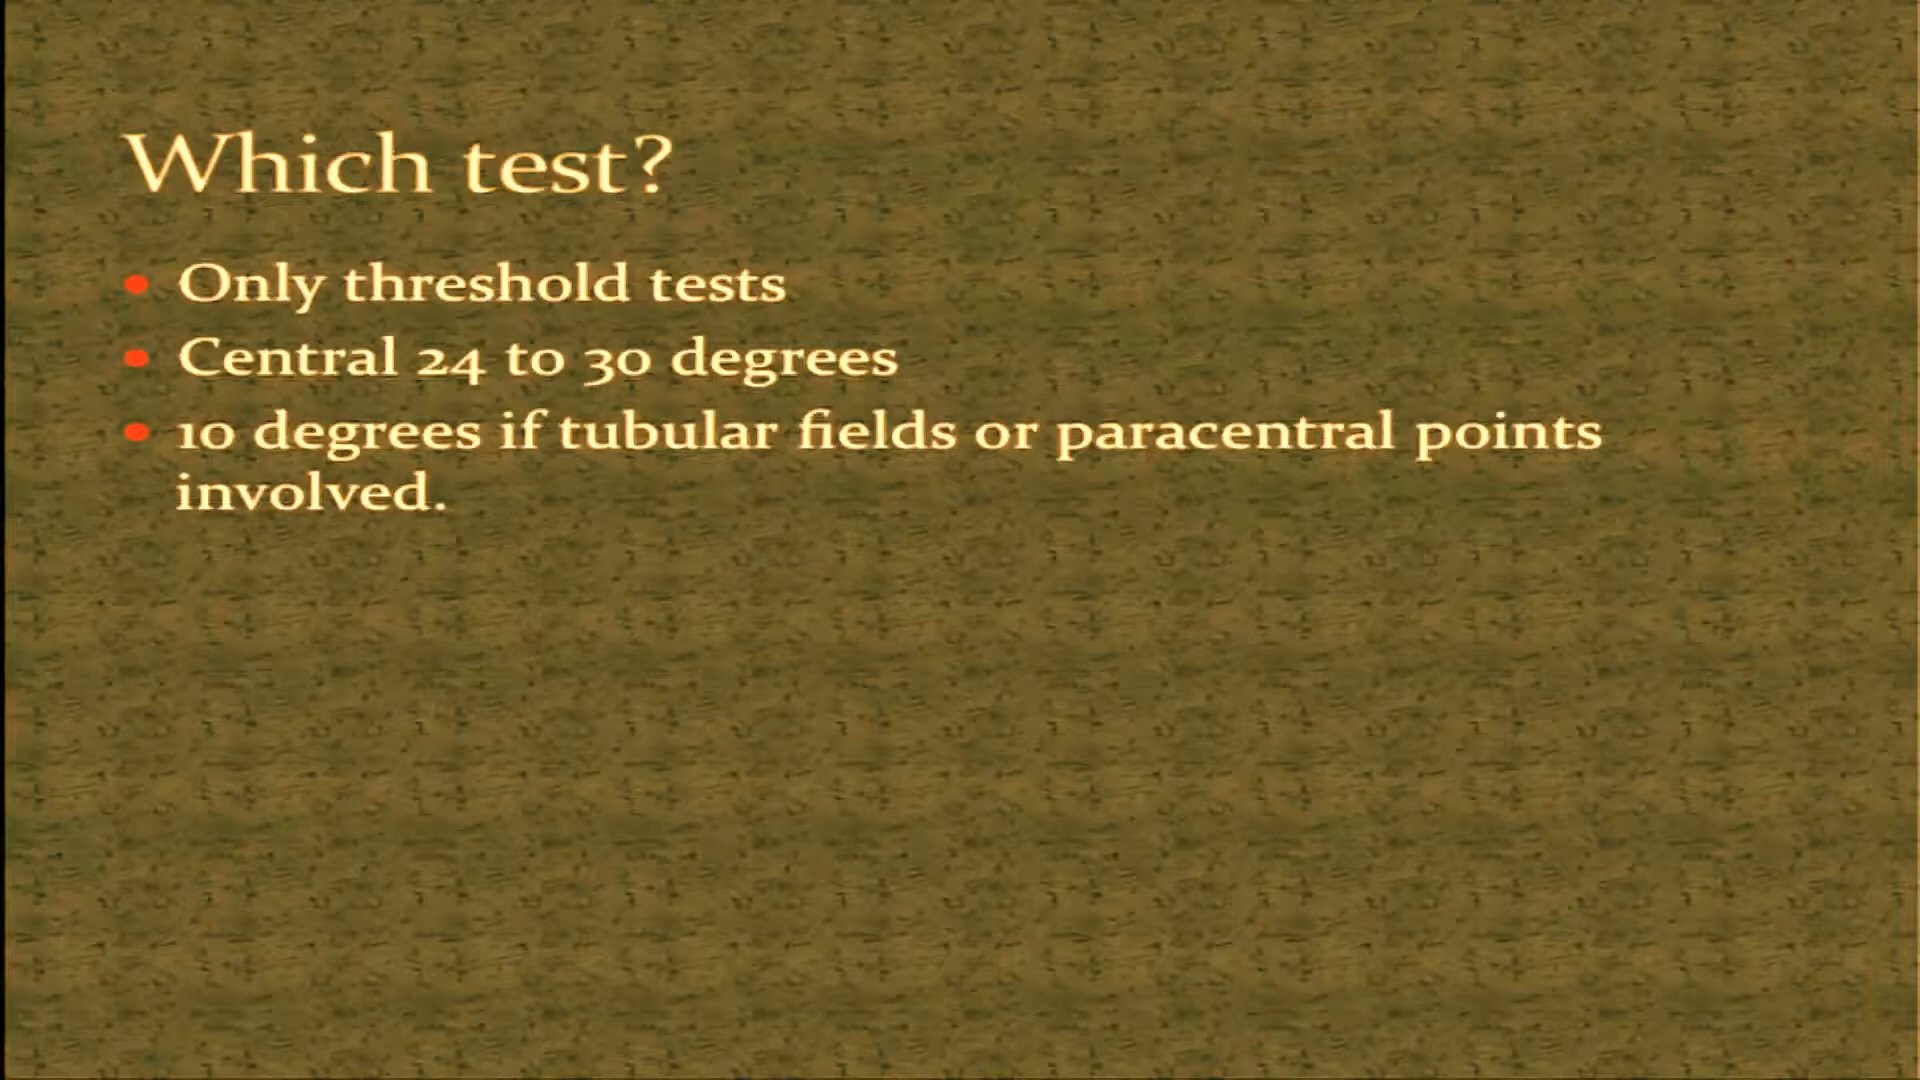 Which test?
• Only threshold tests
• Central 24 to 30 degrees
• 10 degrees if tubular fields or paracentral points
involved.